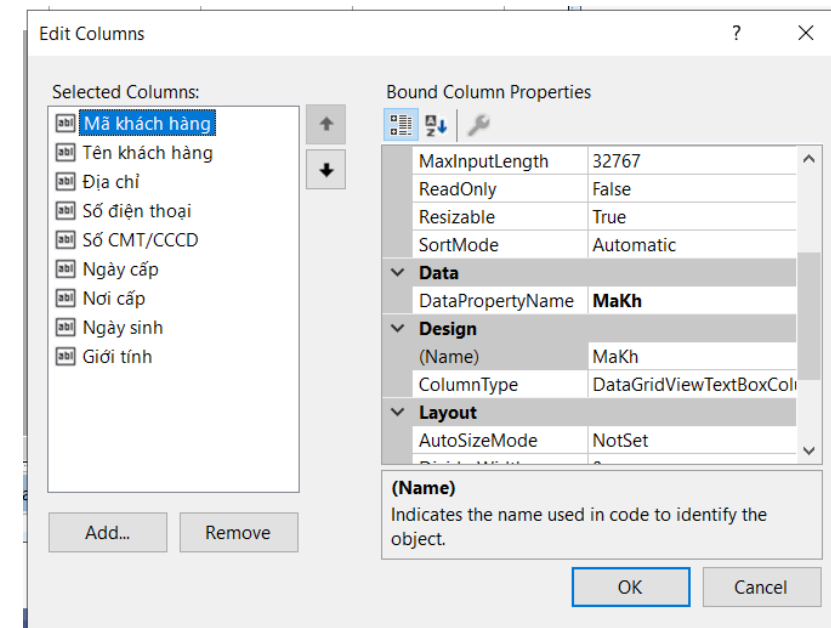 Edit Columns
?
Selected Columns:
Mã khách hàng
Tên khách hàng
Địa chỉ
Số điện thoại
Số CMT/CCCD
Ngày cấp
Nơi cấp
Ngày sinh
Giới tính
Add...
Remove
Bound Column Properties
MaxInputLength 32767
ReadOnly False
Resizable True
SortMode Automatic
Data
DataPropertyName MaKh
Design
(Name) MaKh
ColumnType DataGridViewTextBoxColu
Layout
AutoSizeMode NotSet
(Name)
Indicates the name used in code to identify the
object.
OK
Cancel